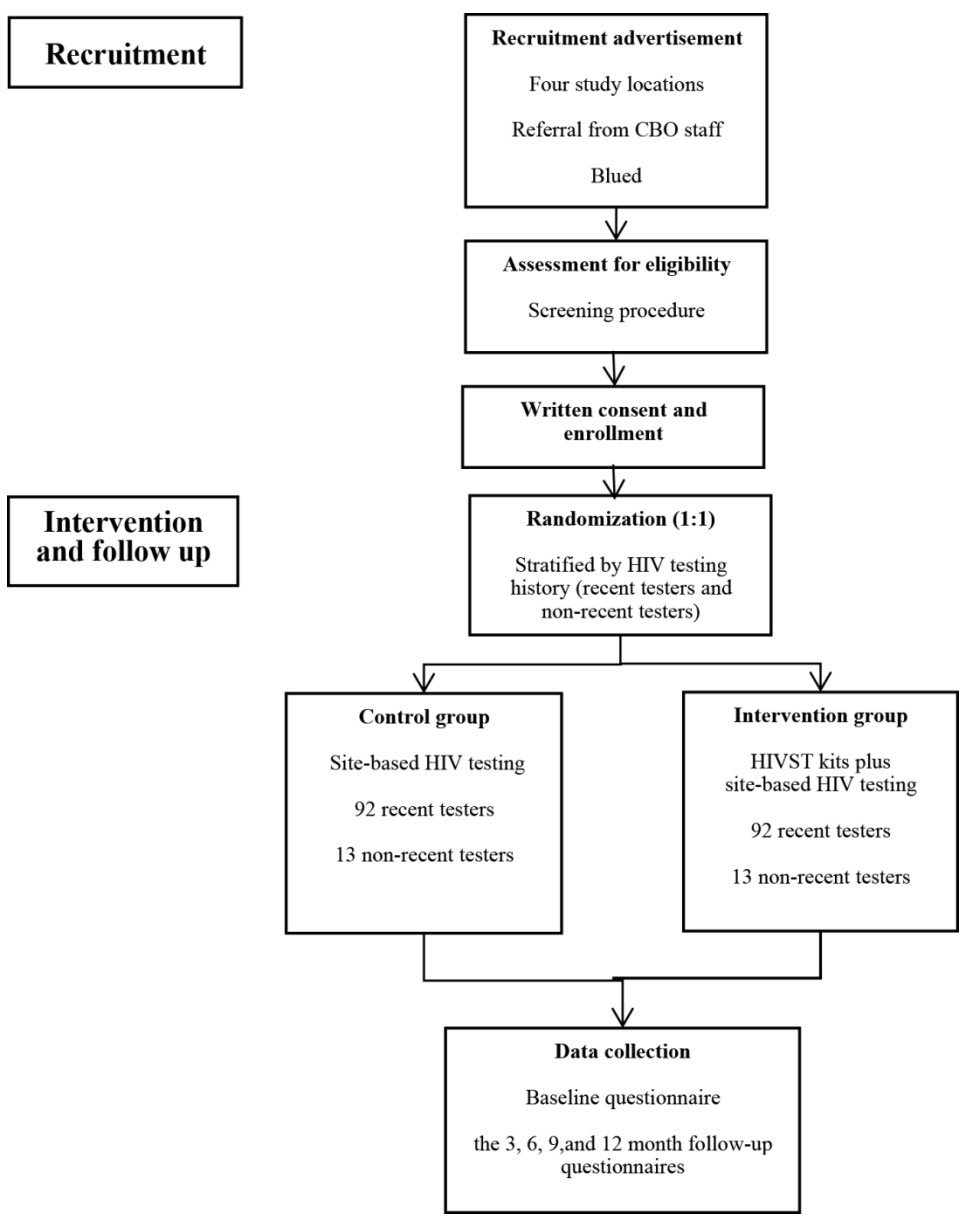 Recruitment
Recruitment advertisement
Four study locations
Referral from CBO staff
Blued
Assessment for eligibility
Screening procedure
Written consent and
enrollment
Intervention
and follow up
Randomization (1:1)
Stratified by HIV testing
history (recent testers and
non-recent testers)
Control group
Site-based HIV testing
92 recent testers
13 non-recent testers
Intervention group
HIVST kits plus
site-based HIV testing
92 recent testers
13 non-recent testers
Data collection
Baseline questionnaire
the 3, 6, 9,and 12 month follow-up
questionnaires